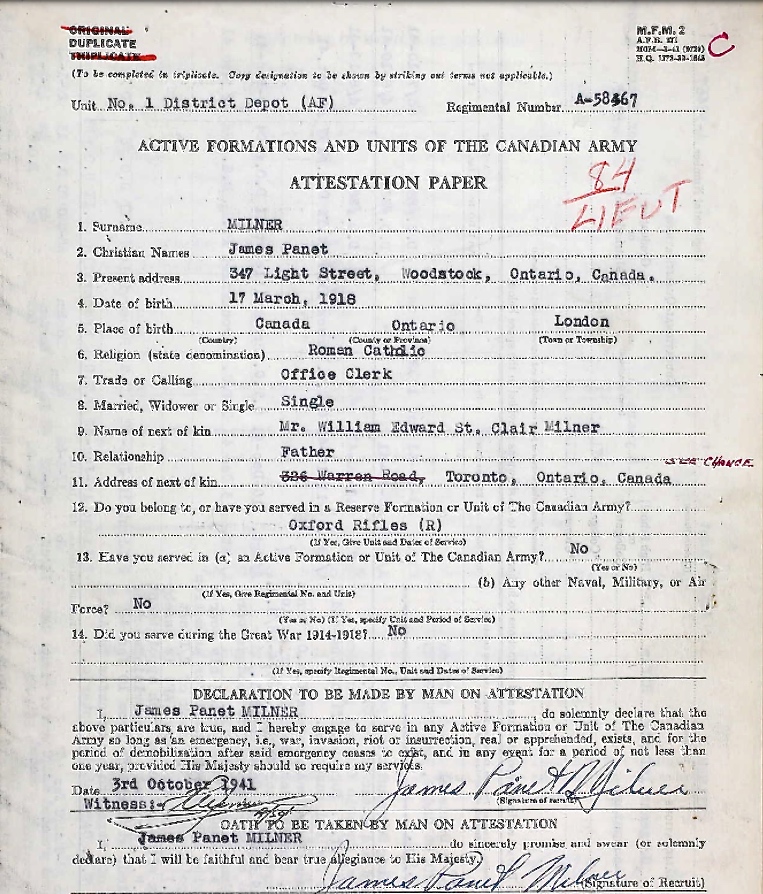 ORIGINAL
DUPLICATE
TRIPLICATE
M.F.M. 2
C
(To be completed in triplicate. Copy designation to be shown by striking out terms not applicable.)
Unit No. 1 District Depot (AF) Regimental Number A-58467
ACTIVE FORMATIONS AND UNITS OF THE CANADIAN ARMY
ATTESTATION PAPER
84
LIEUT
1. Surname MILNER
2. Christian Names James Panet
3. Present address 347 Light Street, Woodstock, Ontario, Canada.
4. Date of birth 17 March, 1918
5. Place of birth Canada Ontario London
(Country) (County or Province) (Town or Township)
6. Religion (state denomination) Roman Catholic
7. Trade or Calling Office Clerk
8. Married, Widower or Single Single
9. Name of next of kin Mr. William Edward St. Clair Milner
10. Relationship Father
11. Address of next of kin 326 Warren Road, Toronto, Ontario, Canada SEE CHANGE
12. Do you belong to, or have you served in a Reserve Formation or Unit of The Canadian Army?
Oxford Rifles (R)
(If Yes, Give Unit and Dates of Service)
13. Have you served in (a) an Active Formation or Unit of The Canadian Army? No
(Yes or No)
(b) Any other Naval, Military, or Air
(If Yes, Give Regimental No. and Unit)
Force? No
(Yes or No) (If Yes, specify Unit and Period of Service)
14. Did you serve during the Great War 1914-1918? No
(If Yes, specify Regimental No., Unit and Dates of Service)
DECLARATION TO BE MADE BY MAN ON ATTESTATION
I, James Panet MILNER do solemnly declare that the
above particulars are true, and I hereby engage to serve in any Active Formation or Unit of The Canadian
Army so long as an emergency, i.e., war, invasion, riot or insurrection, real or apprehended, exists, and for the
period of demobilization after said emergency ceases to exist, and in any event for a period of not less than
one year, provided His Majesty should so require my services.
Date 3rd October 1941 James Panet Milner
Witness:- (Signature of recruit)
OATH TO BE TAKEN BY MAN ON ATTESTATION
I, James Panet MILNER do sincerely promise and swear (or solemnly
declare) that I will be faithful and bear true allegiance to His Majesty.
James Panet Milner (Signature of Recruit)